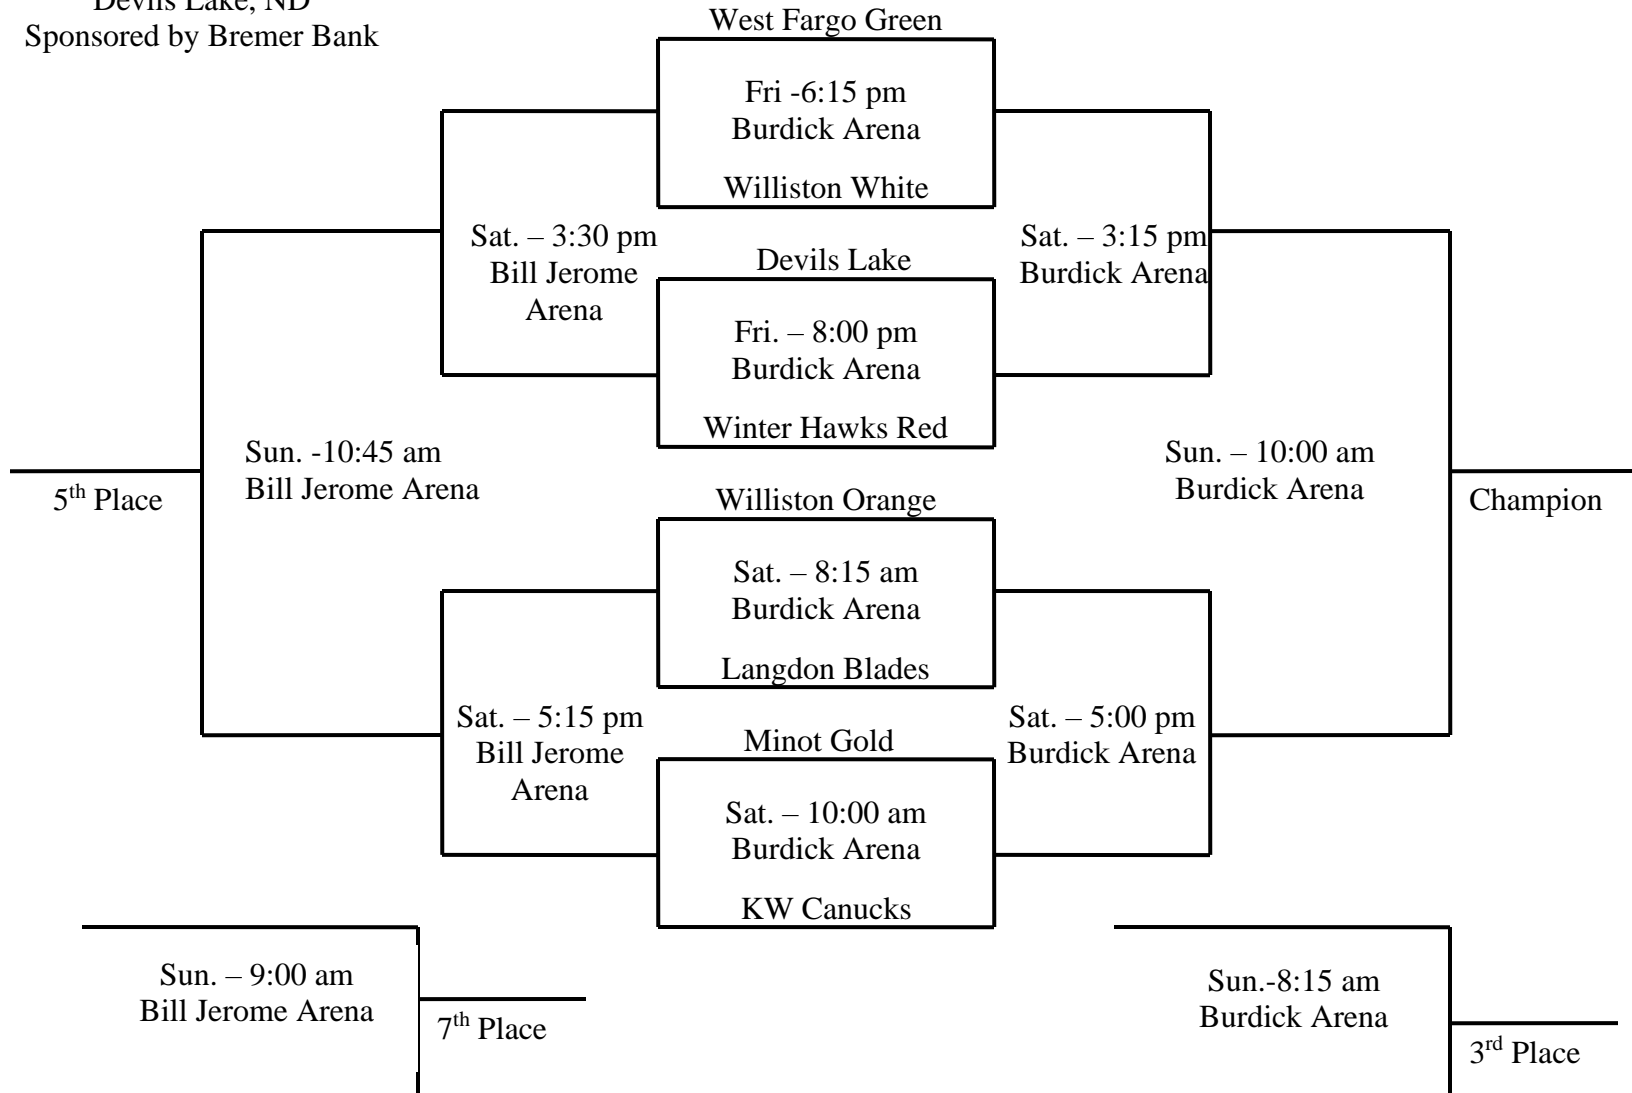 Devils Lake, ND
Sponsored by Bremer Bank
West Fargo Green
Fri -6:15 pm
Burdick Arena
Williston White
Sat. – 3:30 pm
Bill Jerome
Arena
Sat. – 3:15 pm
Burdick Arena
Devils Lake
Fri. – 8:00 pm
Burdick Arena
Winter Hawks Red
Sun. -10:45 am
Bill Jerome Arena
Sun. – 10:00 am
Burdick Arena
5th Place
Champion
Williston Orange
Sat. – 8:15 am
Burdick Arena
Langdon Blades
Sat. – 5:15 pm
Bill Jerome
Arena
Sat. – 5:00 pm
Burdick Arena
Minot Gold
Sat. – 10:00 am
Burdick Arena
KW Canucks
Sun. – 9:00 am
Bill Jerome Arena
7th Place
Sun.-8:15 am
Burdick Arena
3rd Place